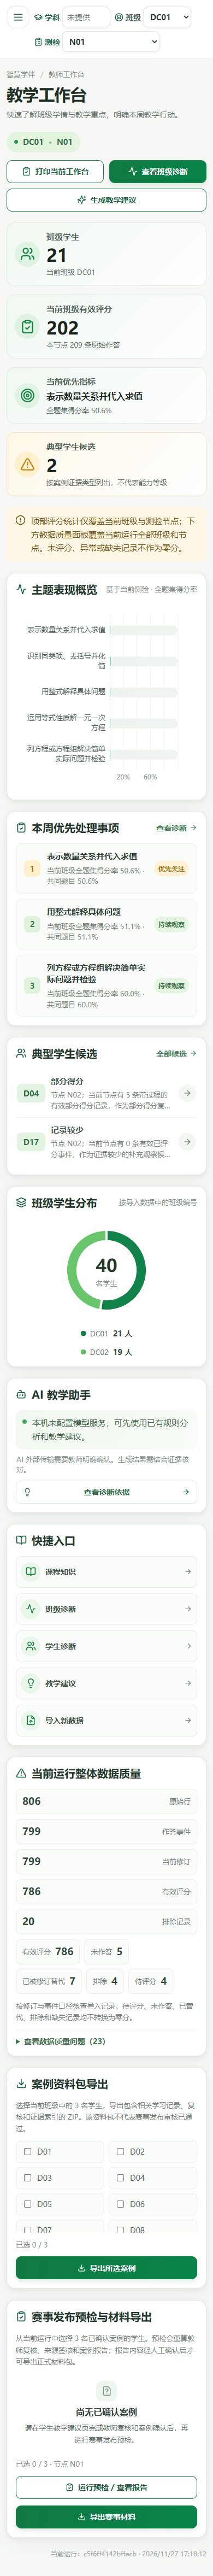 学科 未提供 班级 DC01
测验 N01
智慧学伴 / 教师工作台
教学工作台
快速了解班级学情与教学重点，明确本周教学行动。
DC01 · N01
打印当前工作台 查看班级诊断
生成教学建议
班级学生
21
当前班级 DC01
当前班级有效评分
202
本节点 209 条原始作答
当前优先指标
表示数量关系并代入求值
全题集得分率 50.6%
典型学生候选
2
按案例证据类型列出，不代表能力等级
顶部评分统计仅覆盖当前班级与测验节点；下
方数据质量面板覆盖当前运行全部班级和节
点。未评分、异常或缺失记录不作为零分。
主题表现概览 基于当前测验 · 全题集得分率
表示数量关系并代入求值
识别同类项、去括号并化
简
用整式解释具体问题
运用等式性质解一元一次
方程
列方程或方程组解决简单
实际问题并检验
20% 60%
本周优先处理事项 查看诊断
1 表示数量关系并代入求值 优先关注
当前班级全题集得分率 50.6% ·
共同题目 50.6%
2 用整式解释具体问题 持续观察
当前班级全题集得分率 51.1% ·
共同题目 51.1%
3 列方程或方程组解决简单实
际问题并检验 持续观察
当前班级全题集得分率 60.0% ·
共同题目 60.0%
典型学生候选 全部候选
D04 部分得分
节点 N02；当前节点有 5 条带过程的
有效部分得分记录，作为部分得分复...
D17 记录较少
节点 N02；当前节点有 0 条有效已评
分事件，作为证据较少的补充观察候...
班级学生分布 按导入数据中的班级编号
40
名学生
DC01 21 人
DC02 19 人
AI 教学助手
本机未配置模型服务，可先使用已有规则分
析和教学建议。
AI 外部传输需要教师明确确认。生成结果需结合证据核
对。
查看诊断依据
快捷入口
课程知识
班级诊断
学生诊断
教学建议
导入新数据
当前运行整体数据质量
806 原始行
799 作答事件
799 当前修订
786 有效评分
20 排除记录
有效评分 786 未作答 5
已被修订替代 7 排除 4 待评分 4
按修订与事件口径核查导入记录。待评分、未作答、已替
代、排除和缺失记录均不转换为零分。
查看数据质量问题（23）
案例资料包导出
选择当前班级中的 3 名学生，导出包含相关学习记录、复
核和证据索引的 ZIP。该资料包不代表赛事发布审核已通
过。
D01 D02
D03 D04
D05 D06
D07 D08
已选 0 / 3
导出所选案例
赛事发布预检与材料导出
从当前运行中选择 3 名已确认案例的学生。预检会重算教
师复核、来源签核和案例报告；报告内容经人工确认后才
可导出正式材料包。
尚无已确认案例
请在学生教学建议页完成教师复核和案例确认后，再
进行赛事发布预检。
已选 0 / 3 · 节点 N01
运行预检 / 查看报告
导出赛事材料
当前运行：c5f6ff4142bffecb · 2026/11/27 17:18:12